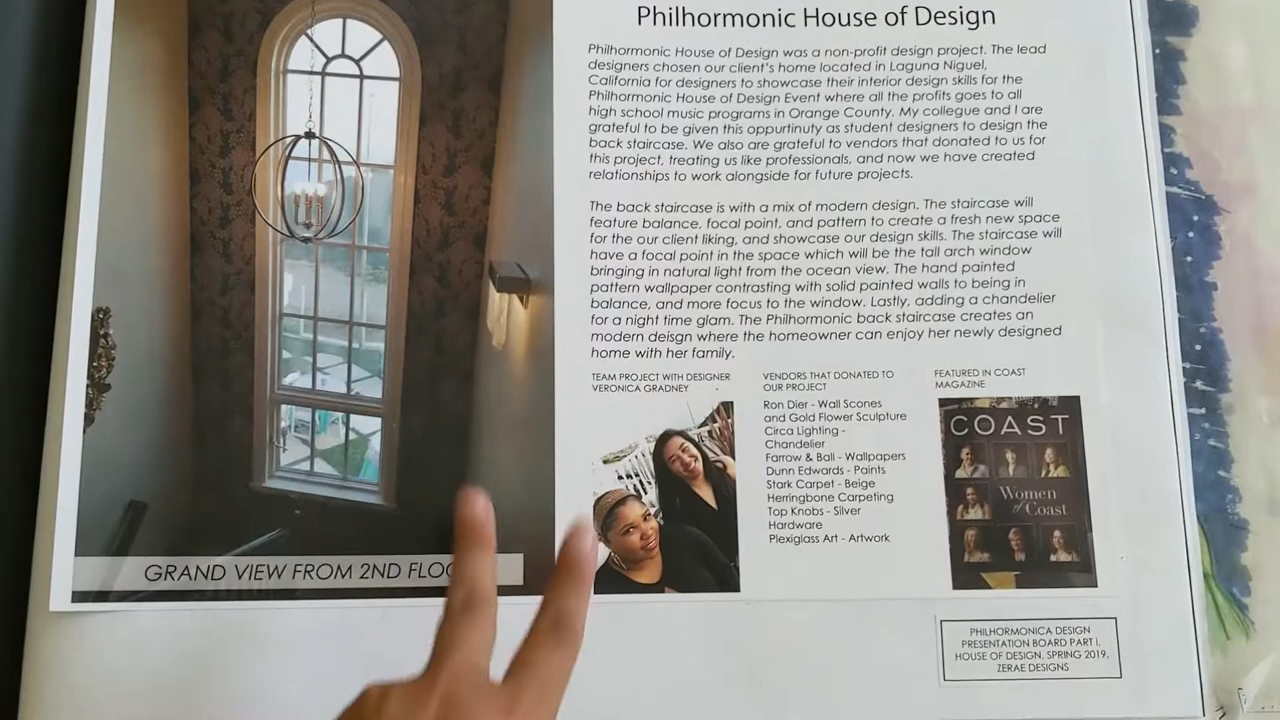 Philhormonic House of Design
Philhormonic House of Design was a non-profit design project. The lead
designers chosen our client's home located in Laguna Niguel,
California for designers to showcase their interior design skills for the
Philhormonic House of Design Event where all the profits goes to all
high school music programs in Orange County. My collegue and I are
grateful to be given this oppurtinuty as student designers to design the
back staircase. We also are grateful to vendors that donated to us for
this project, treating us like professionals, and now we have created
relationships to work alongside for future projects.
The back staircase is with a mix of modern design. The staircase will
feature balance, focal point, and pattern to create a fresh new space
for the our client liking, and showcase our design skills. The staircase will
have a focal point in the space which will be the tall arch window
bringing in natural light from the ocean view. The hand painted
pattern wallpaper contrasting with solid painted walls to being in
balance, and more focus to the window. Lastly, adding a chandelier
for a night time glam. The Philhormonic back staircase creates an
modern deisgn where the homeowner can enjoy her newly designed
home with her family.
TEAM PROJECT WITH DESIGNER
VERONICA GRADNEY -
VENDORS THAT DONATED TO
OUR PROJECT
Ron Dier - Wall Scones
and Gold Flower Sculpture
Circa Lighting -
Chandelier
Farrow & Ball - Wallpapers
Dunn Edwards - Paints
Stark Carpet - Beige
Herringbone Carpeting
Top Knobs - Silver
Hardware
Plexiglass Art - Artwork
FEATURED IN COAST
MAGAZINE
COAST
Women
of Coast
GRAND VIEW FROM 2ND
PHILHORMONICA DESIGN
PRESENTATION BOARD PART I,
HOUSE OF DESIGN, SPRING 2019,
ZERAE DESIGNS